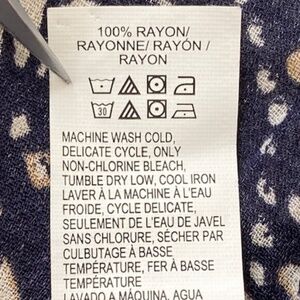 100% RAYON/
RAYONNE/ RAYÓN /
RAYON
30
MACHINE WASH COLD,
DELICATE CYCLE, ONLY
NON-CHLORINE BLEACH,
TUMBLE DRY LOW, COOL IRON
LAVER À LA MACHINE À L'EAU
FROIDE, CYCLE DELICATE,
SEULEMENT DE L'EAU DE JAVEL
SANS CHLORURE, SÉCHER PAR
CULBUTAGE À BASSE
TEMPÉRATURE, FER À BASSE
TEMPÉRATURE
LAVADO A MÁQUINA, AGUA